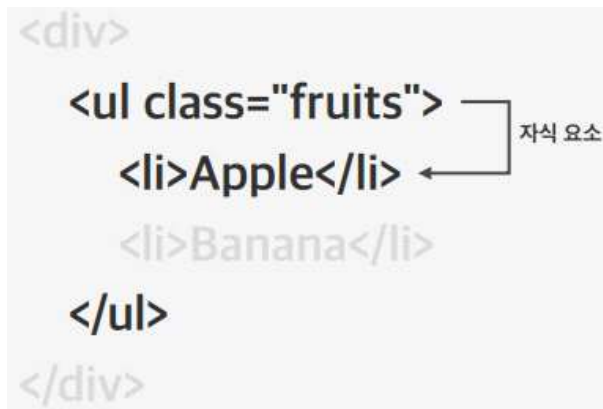 <div>
<ul class="fruits">
자식 요소
<li>Apple</li>
<li>Banana</li>
</ul>
</div>